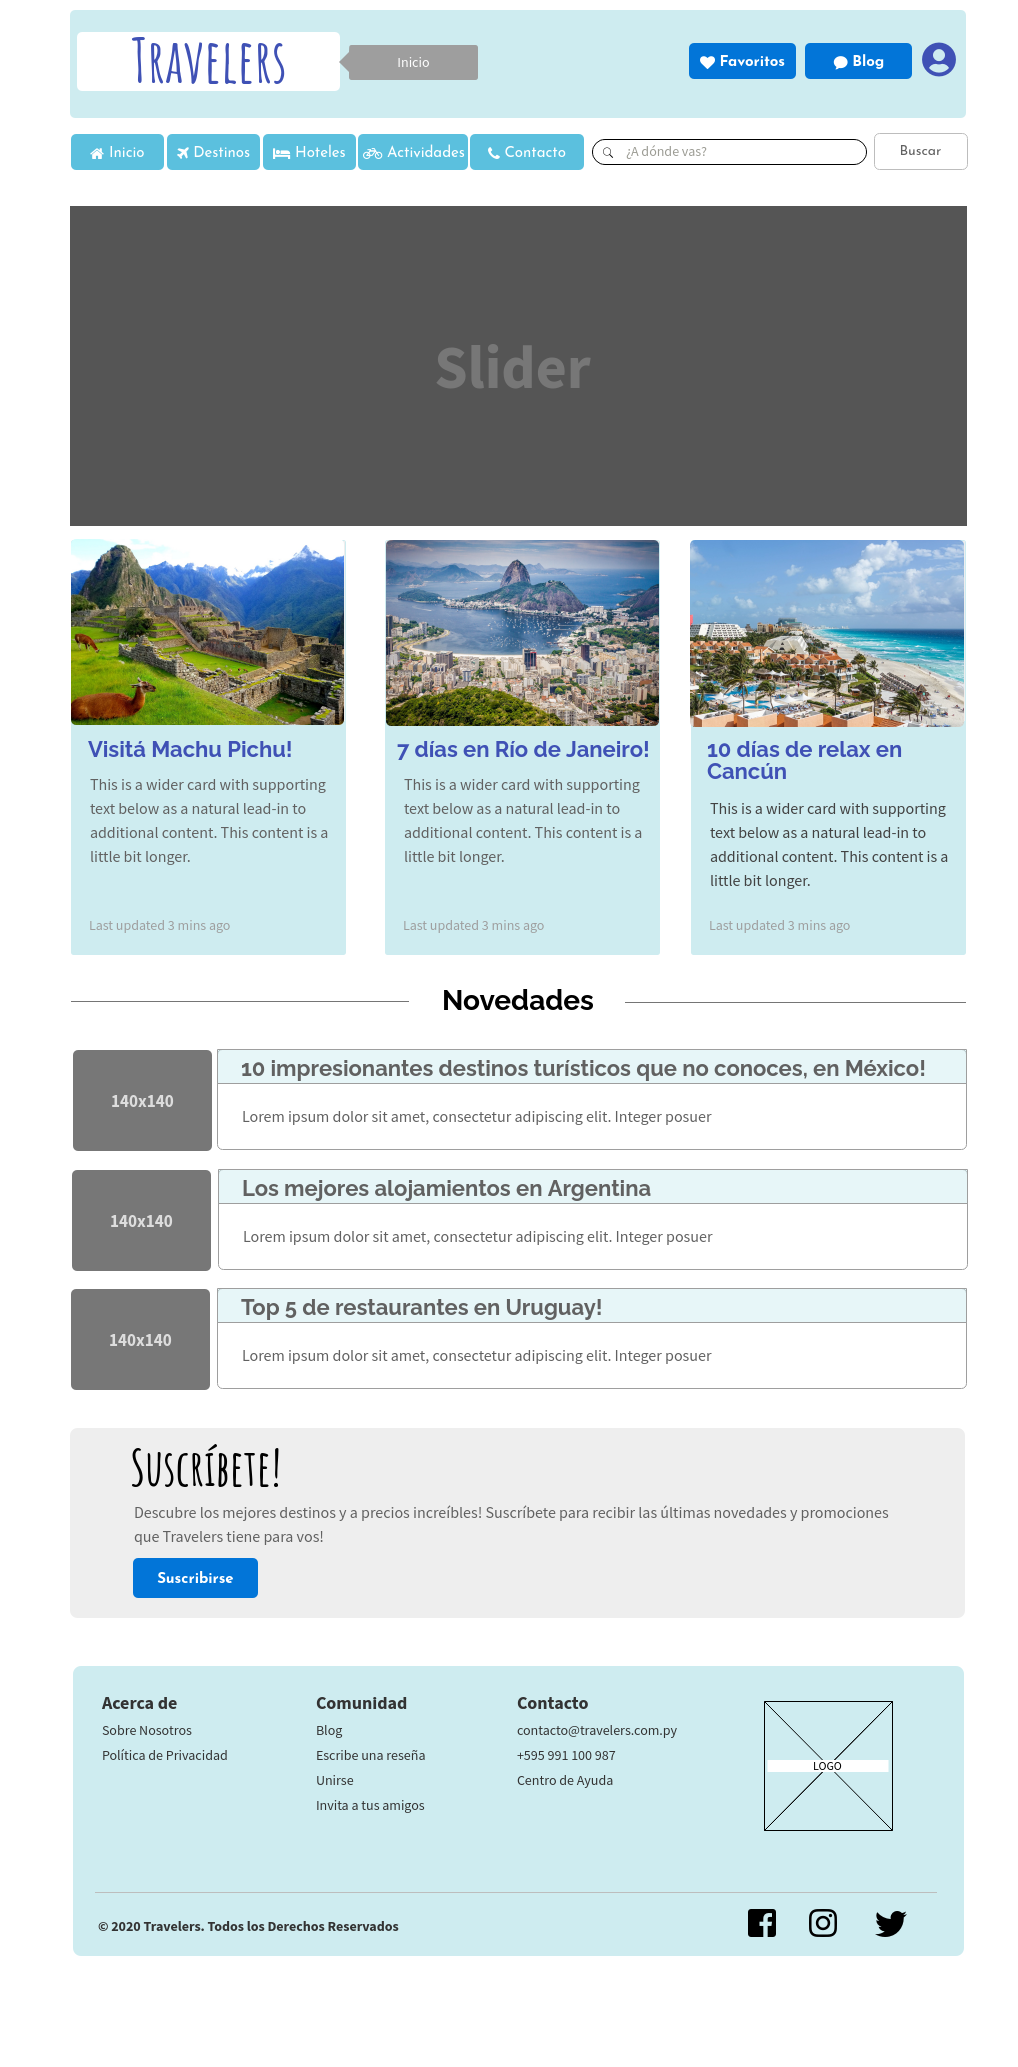 Travelers
Inicio
Favoritos
Blog
Inicio
Destinos
Hoteles
Actividades
Contacto
¿A dónde vas?
Buscar
Slider
Visitá Machu Pichu!
This is a wider card with supporting
text below as a natural lead-in to
additional content. This content is a
little bit longer.
Last updated 3 mins ago
7 días en Río de Janeiro!
This is a wider card with supporting
text below as a natural lead-in to
additional content. This content is a
little bit longer.
Last updated 3 mins ago
10 días de relax en
Cancún
This is a wider card with supporting
text below as a natural lead-in to
additional content. This content is a
little bit longer.
Last updated 3 mins ago
Novedades
140x140
10 impresionantes destinos turísticos que no conoces, en México!
Lorem ipsum dolor sit amet, consectetur adipiscing elit. Integer posuer
140x140
Los mejores alojamientos en Argentina
Lorem ipsum dolor sit amet, consectetur adipiscing elit. Integer posuer
140x140
Top 5 de restaurantes en Uruguay!
Lorem ipsum dolor sit amet, consectetur adipiscing elit. Integer posuer
Suscríbete!
Descubre los mejores destinos y a precios increíbles! Suscríbete para recibir las últimas novedades y promociones
que Travelers tiene para vos!
Suscribirse
Acerca de
Sobre Nosotros
Política de Privacidad
Comunidad
Blog
Escribe una reseña
Unirse
Invita a tus amigos
Contacto
contacto@travelers.com.py
+595 991 100 987
Centro de Ayuda
LOGO
© 2020 Travelers. Todos los Derechos Reservados